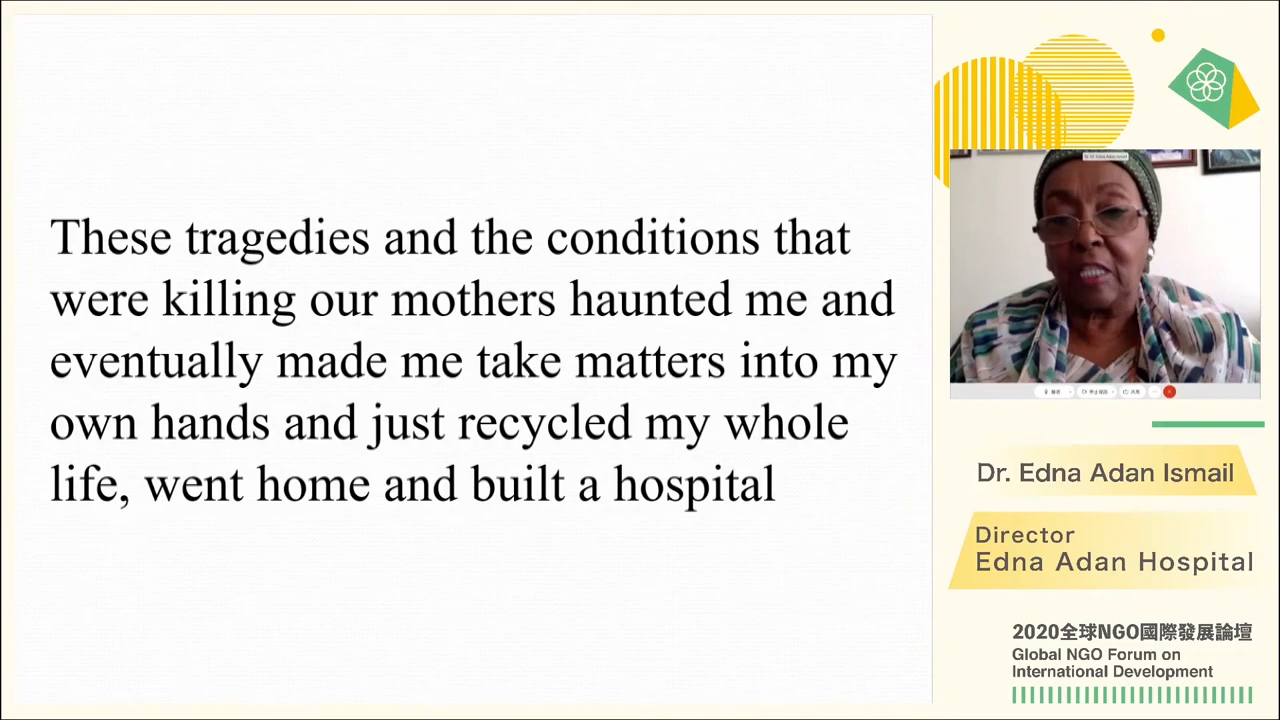 These tragedies and the conditions that
were killing our mothers haunted me and
eventually made me take matters into my
own hands and just recycled my whole
life, went home and built a hospital
Dr. Edna Adan Ismail
Director
Edna Adan Hospital
2020全球NGO國際發展論壇
Global NGO Forum on
International Development